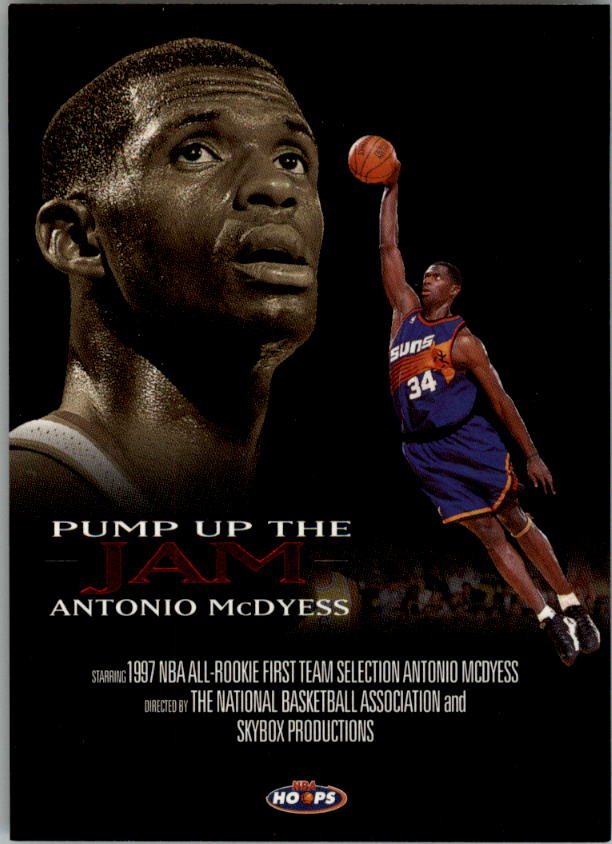 SUNS
34
PUMP UP THE
JAM
ANTONIO McDYESS
STARRING 1997 NBA ALL-ROOKIE FIRST TEAM SELECTION ANTONIO MCDYESS
DIRECTED BY THE NATIONAL BASKETBALL ASSOCIATION and
SKYBOX PRODUCTIONS
NBA
HOOPS